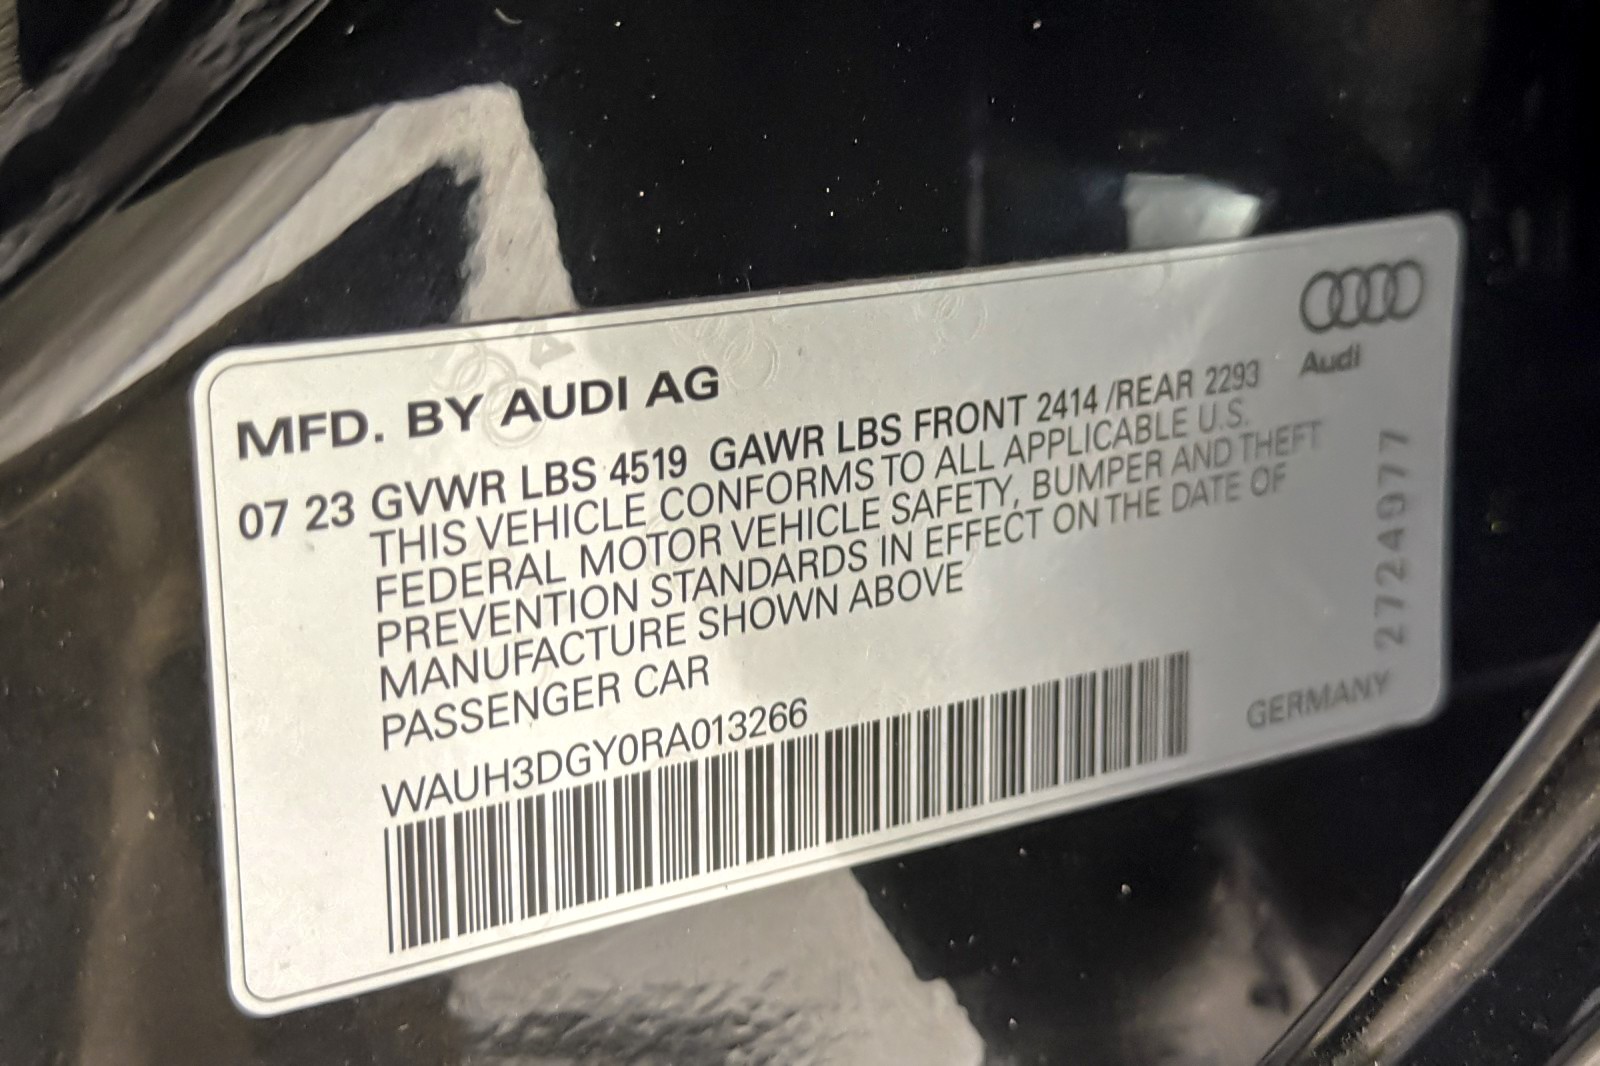 MFD. BY AUDI AG
Audi
07 23 GVWR LBS 4519 GAWR LBS FRONT 2414 /REAR 2293
THIS VEHICLE CONFORMS TO ALL APPLICABLE U.S.
FEDERAL MOTOR VEHICLE SAFETY, BUMPER AND THEFT
PREVENTION STANDARDS IN EFFECT ON THE DATE OF
MANUFACTURE SHOWN ABOVE
PASSENGER CAR
WAUH3DGY0RA013266
GERMANY
2724977